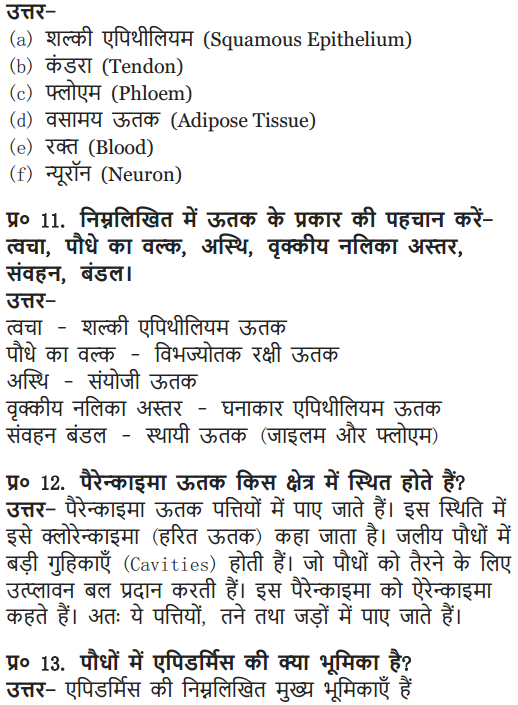 उत्तर-
(a) शल्की एपिथीलियम (Squamous Epithelium)
(b) कंडरा (Tendon)
(c) फ्लोएम (Phloem)
(d) वसामय ऊतक (Adipose Tissue)
(e) रक्त (Blood)
(f) न्यूरॉन (Neuron)
प्र० 11. निम्नलिखित में ऊतक के प्रकार की पहचान करें-
त्वचा, पौधे का वल्क, अस्थि, वृक्कीय नलिका अस्तर,
संवहन, बंडल।
उत्तर-
त्वचा - शल्की एपिथीलियम ऊतक
पौधे का वल्क - विभज्योतक रक्षी ऊतक
अस्थि - संयोजी ऊतक
वृक्कीय नलिका अस्तर - घनाकार एपिथीलियम ऊतक
संवहन बंडल - स्थायी ऊतक (जाइलम और फ्लोएम)
प्र० 12. पैरेन्काइमा ऊतक किस क्षेत्र में स्थित होते हैं?
उत्तर- पैरेन्काइमा ऊतक पत्तियों में पाए जाते हैं। इस स्थिति में
इसे क्लोरेन्काइमा (हरित ऊतक) कहा जाता है। जलीय पौधों में
बड़ी गुहिकाएँ (Cavities) होती हैं। जो पौधों को तैरने के लिए
उत्प्लावन बल प्रदान करती हैं। इस पैरेन्काइमा को ऐरेन्काइमा
कहते हैं। अतः ये पत्तियों, तने तथा जड़ों में पाए जाते हैं।
प्र० 13. पौधों में एपिडर्मिस की क्या भूमिका है?
उत्तर- एपिडर्मिस की निम्नलिखित मुख्य भूमिकाएँ हैं